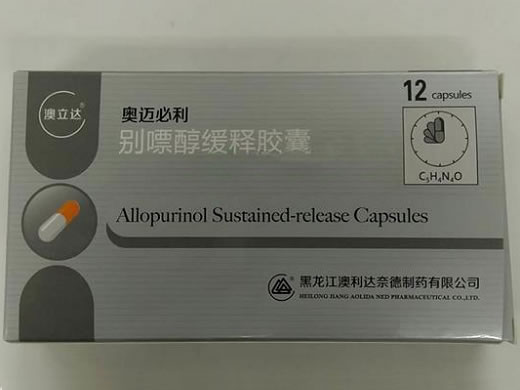 12 capsules
澳立达®
奥迈必利
别嘌醇缓释胶囊
C5H4N4O
Allopurinol Sustained-release Capsules
黑龙江澳利达奈德制药有限公司
HEILONG JIANG AOLIDA NED PHARMACEUTICAL CO.,LTD.